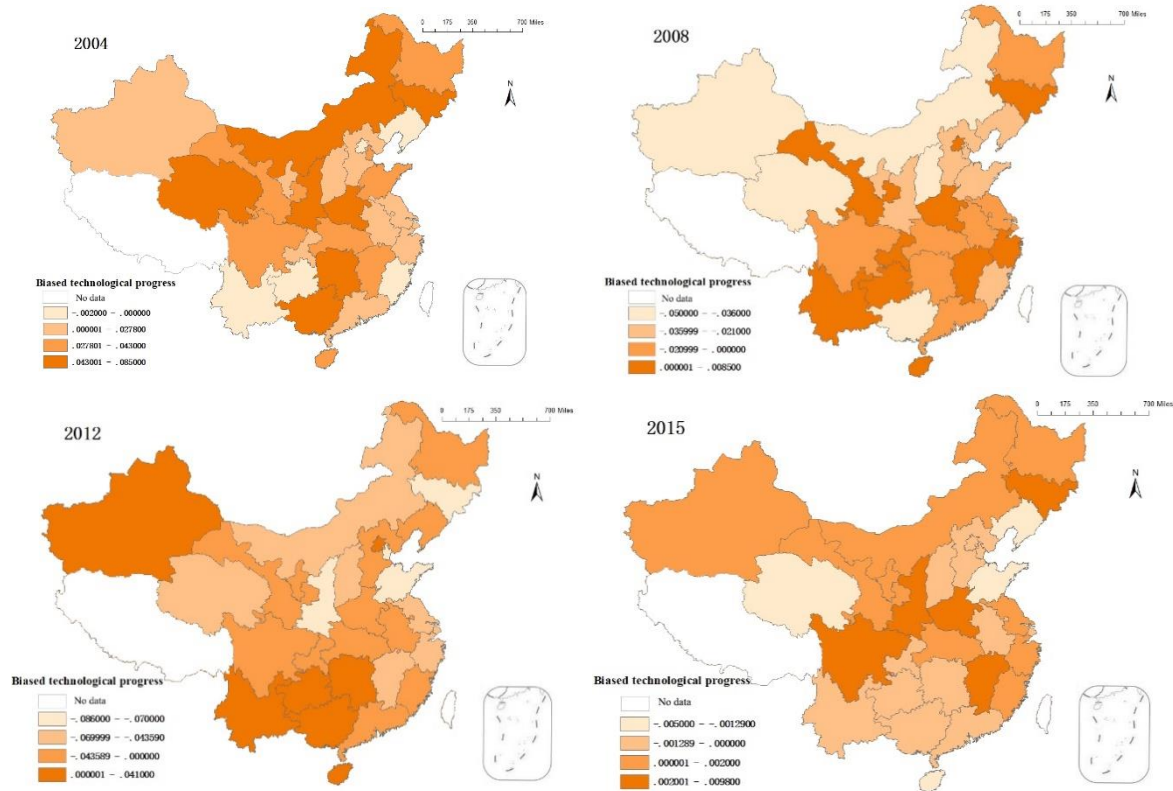 2004
0 175 350 700 Miles
N
Biased technological progress
No data
-.002000 - .000000
.000001 - .027800
.027801 - .043000
.043001 - .085000
2008
0 175 350 700 Miles
N
Biased technological progress
No data
-.050000 - -.036000
-.035999 - -.021000
-.020999 - .000000
.000001 - .008500
2012
0 175 350 700 Miles
N
Biased technological progress
No data
-.086000 - -.070000
-.069999 - -.043590
-.043589 - .000000
.000001 - .041000
2015
0 175 350 700 Miles
N
Biased technological progress
No data
-.005000 - -.0012900
-.001289 - .000000
.000001 - .002000
.002001 - .009800